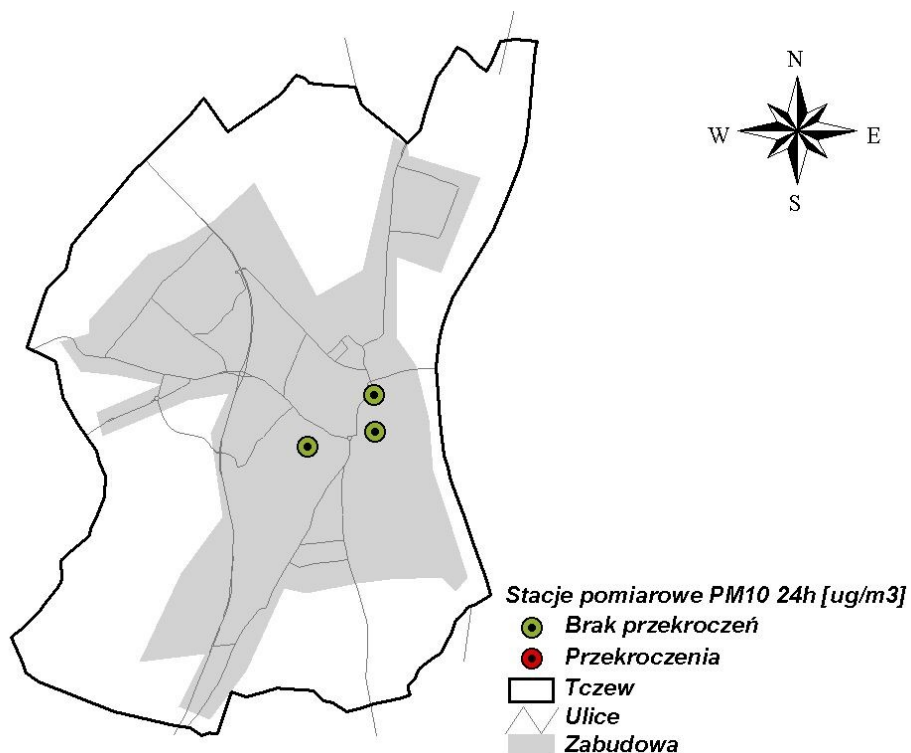 N
W E
S
Stacje pomiarowe PM10 24h [ug/m3]
Brak przekroczeń
Przekroczenia
Tczew
Ulice
Zabudowa